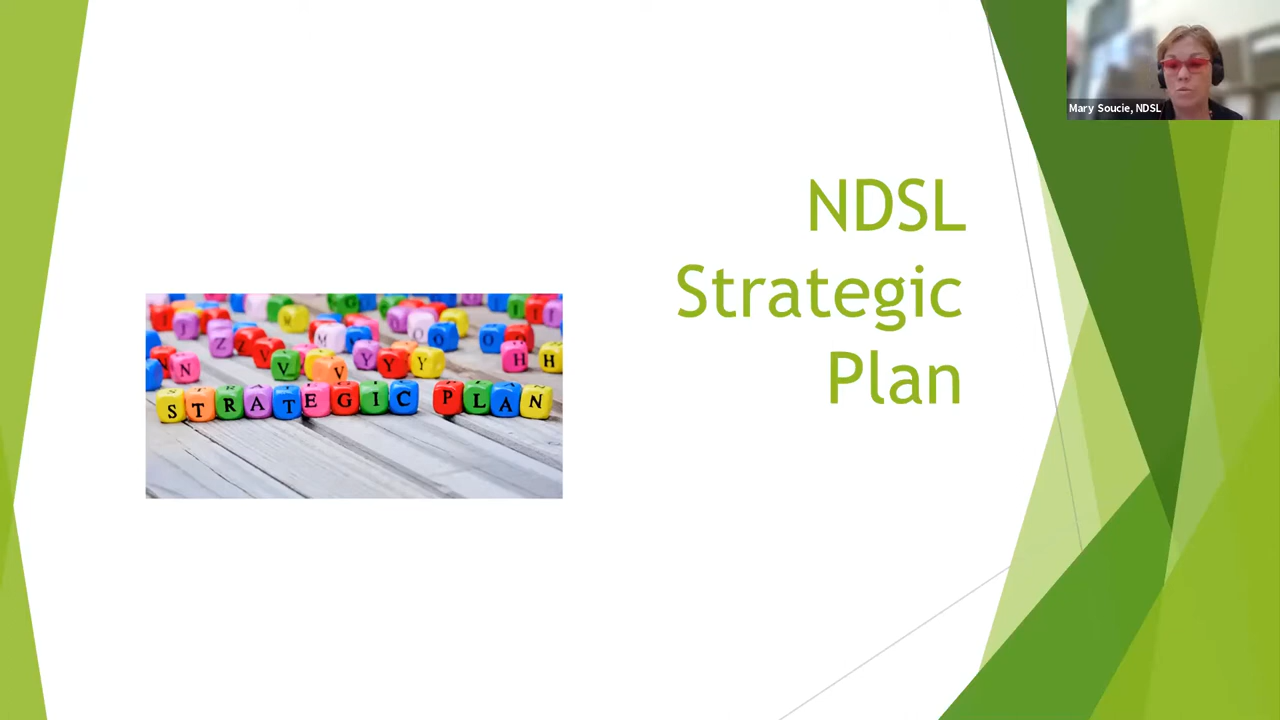 Mary Soucie, NDSL
NDSL
Strategic
Plan
STRATEGIC PLAN